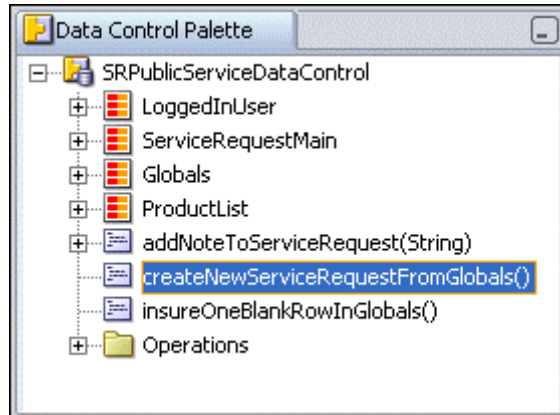 Data Control Palette
SRPublicServiceDataControl
LoggedInUser
ServiceRequestMain
Globals
ProductList
addNoteToServiceRequest(String)
createNewServiceRequestFromGlobals()
insureOneBlankRowInGlobals()
Operations